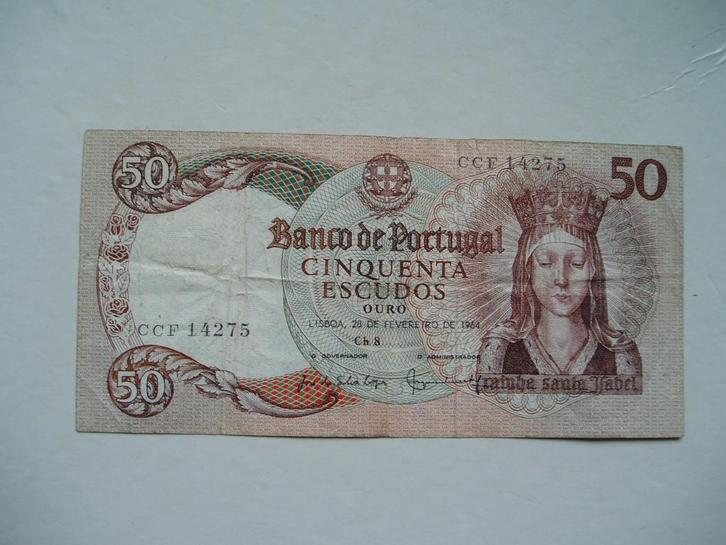 50
CCF 14275
50
Banco de Portugal
CINQUENTA
ESCUDOS
OURO
LISBOA, 28 DE FEVEREIRO DE 1964
CCF 14275
Ch. 8
O GOVERNADOR
O ADMINISTRADOR
50
rainha santa Isabel